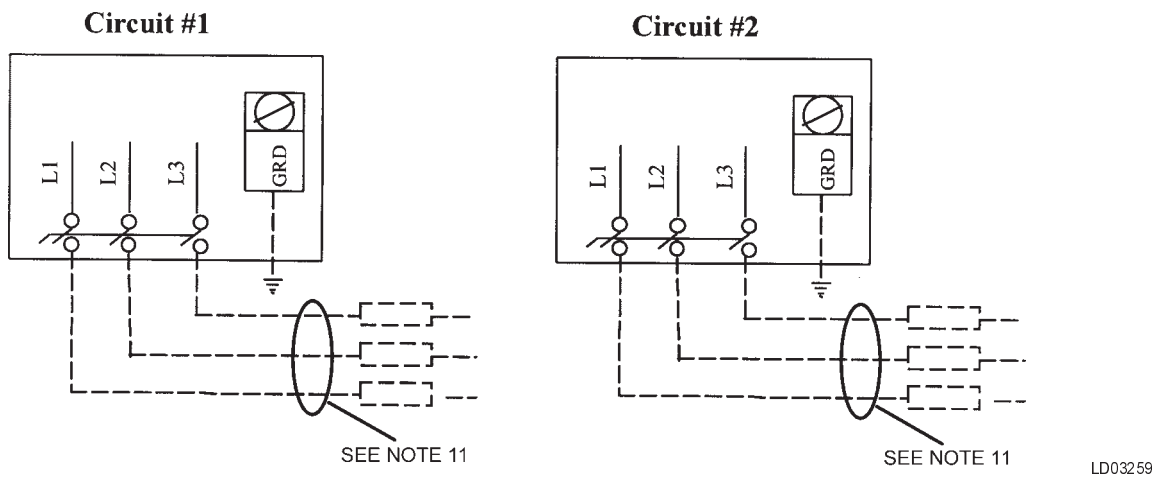 Circuit #1
Circuit #2
L1
L2
L3
GRD
L1
L2
L3
GRD
SEE NOTE 11
SEE NOTE 11
LD03259